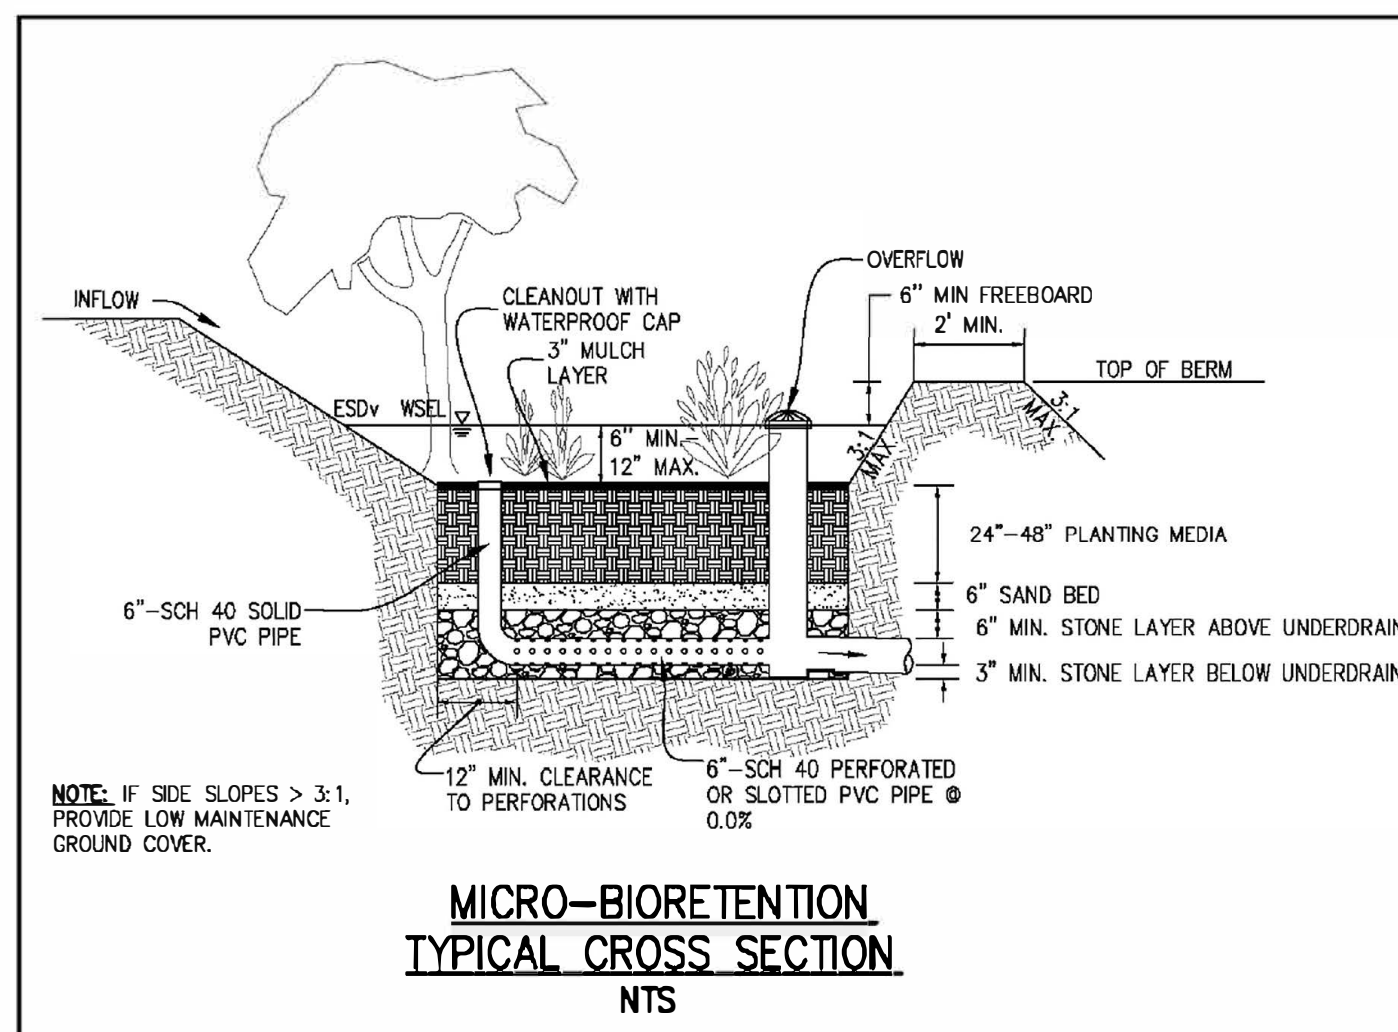 INFLOW
CLEANOUT WITH
WATERPROOF CAP
3" MULCH
LAYER
OVERFLOW
6" MIN FREEBOARD
2' MIN.
TOP OF BERM
3:1
MAX.
3:1
MAX.
ESDv WSEL
6" MIN.–
12" MAX.
24"–48" PLANTING MEDIA
6" SAND BED
6" MIN. STONE LAYER ABOVE UNDERDRAIN
3" MIN. STONE LAYER BELOW UNDERDRAIN
6"–SCH 40 SOLID
PVC PIPE
12" MIN. CLEARANCE
TO PERFORATIONS
6"–SCH 40 PERFORATED
OR SLOTTED PVC PIPE @
0.0%
NOTE: IF SIDE SLOPES > 3:1,
PROVIDE LOW MAINTENANCE
GROUND COVER.
MICRO–BIORETENTION
TYPICAL CROSS SECTION
NTS